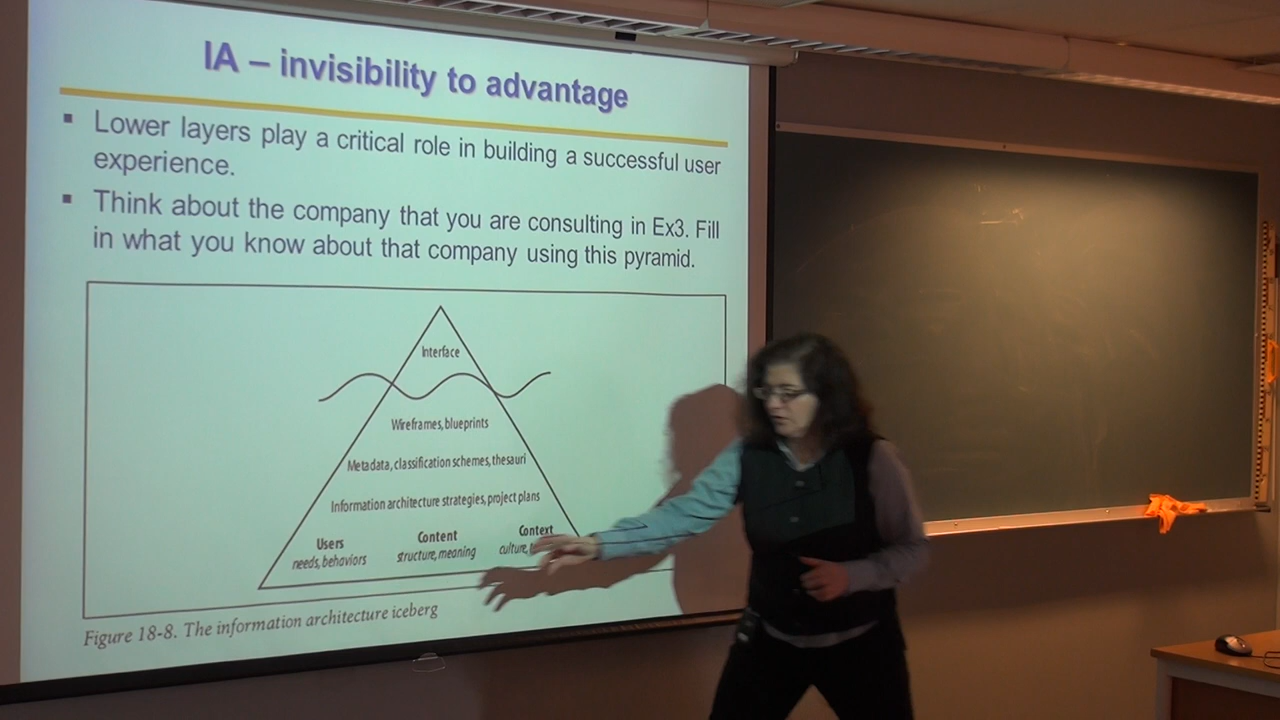 IA – invisibility to advantage
▪ Lower layers play a critical role in building a successful user
experience.
▪ Think about the company that you are consulting in Ex3. Fill
in what you know about that company using this pyramid.
Interface
Wireframes, blueprints
Metadata, classification schemes, thesauri
Information architecture strategies, project plans
Users Content Context
needs, behaviors structure, meaning culture,
Figure 18-8. The information architecture iceberg